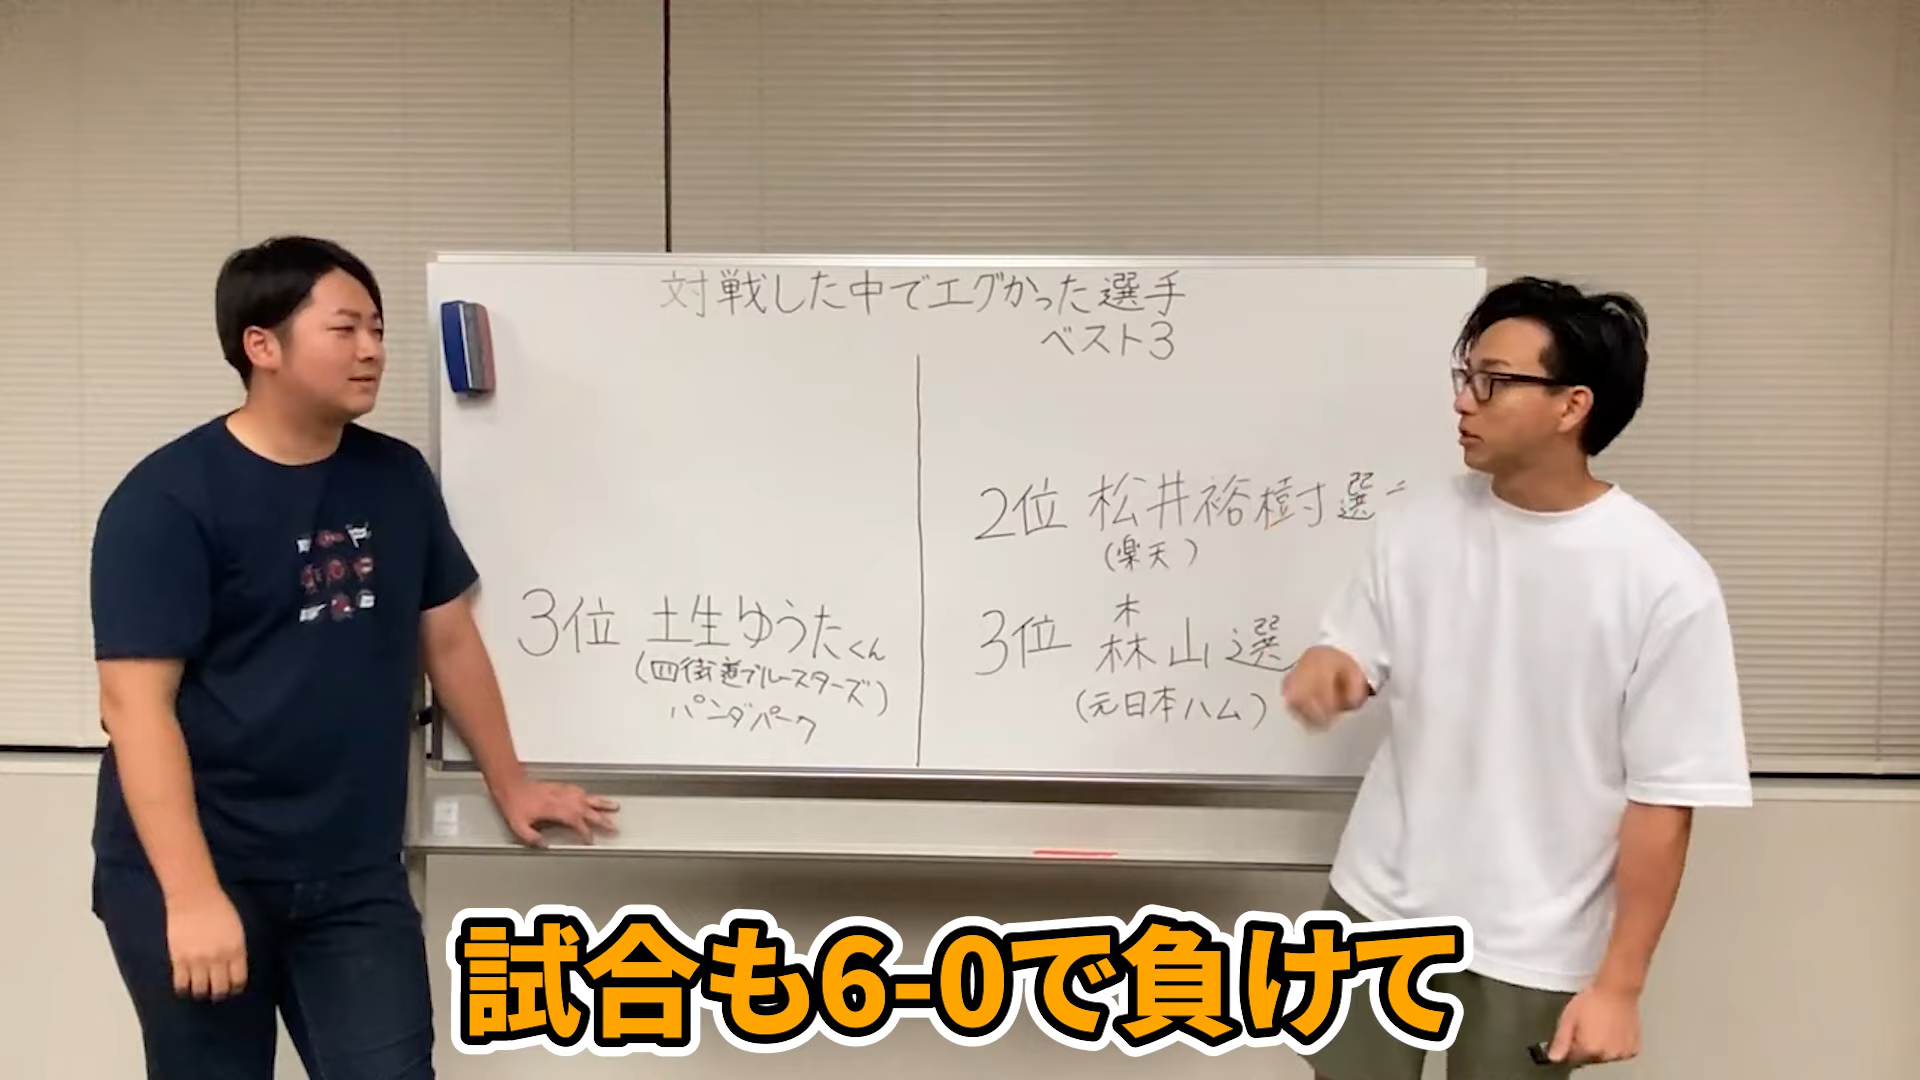 対戦した中でエグかった選手
ベスト3
3位 土生ゆうたくん
(四街道ブルースターズ)
パンダパーク
2位 松井裕樹選
(楽天)
3位 森山選
(元日本ハム)
試合も6-0で負けて